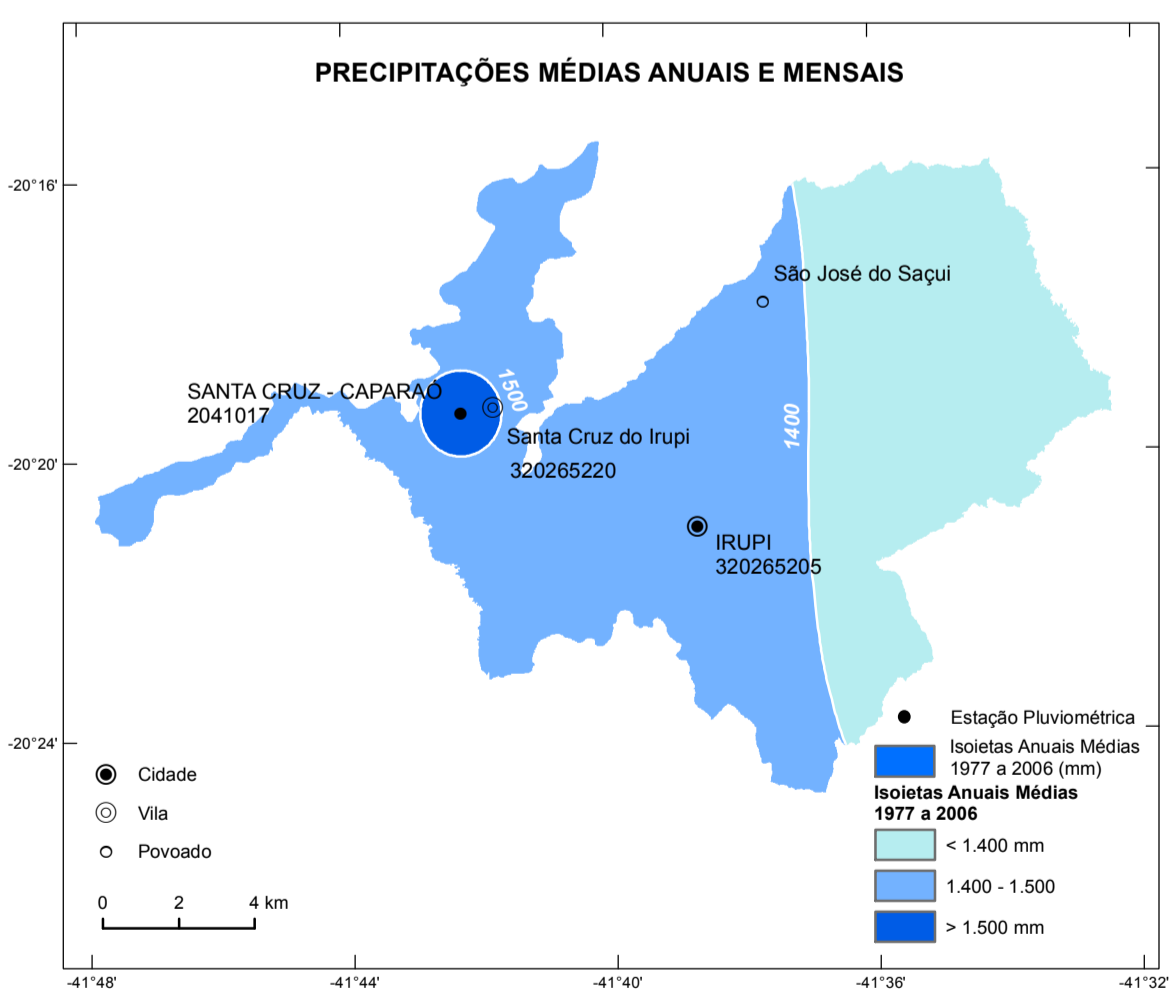 PRECIPITAÇÕES MÉDIAS ANUAIS E MENSAIS
-20°16'
São José do Saçui
1500
SANTA CRUZ - CAPARAÓ
2041017
1400
Santa Cruz do Irupi
-20°20'
320265220
IRUPI
320265205
-20°24'
Estação Pluviométrica
Isoietas Anuais Médias
1977 a 2006 (mm)
Isoietas Anuais Médias
1977 a 2006
< 1.400 mm
1.400 - 1.500
> 1.500 mm
Cidade
Vila
Povoado
0 2 4 km
-41°48' -41°44' -41°40' -41°36' -41°32'